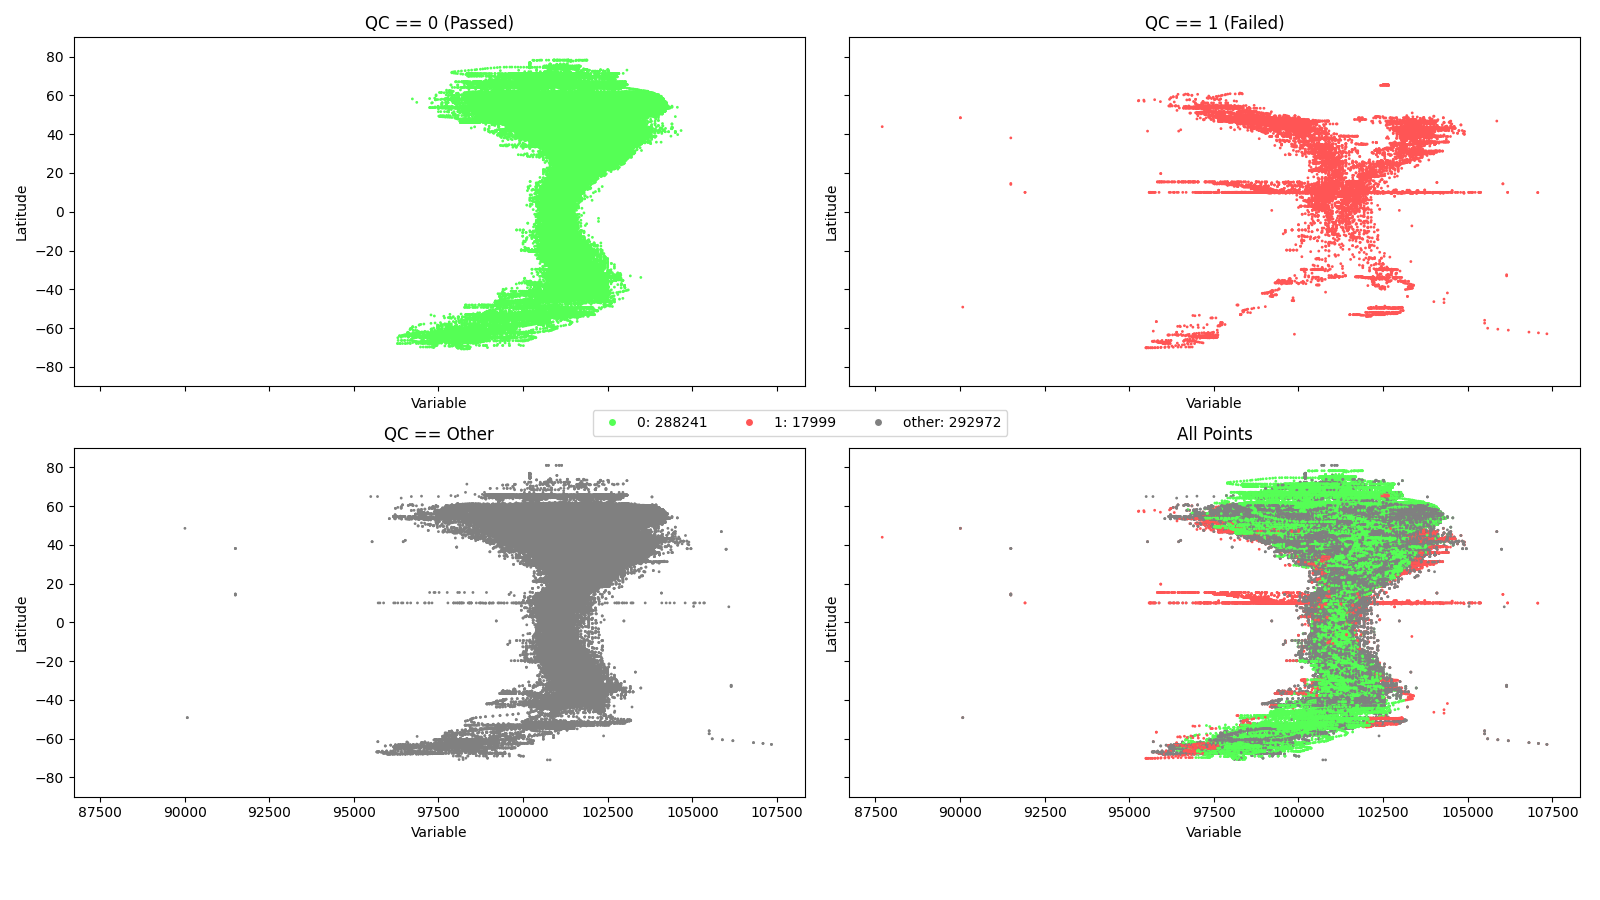 QC == 0 (Passed)
QC == 1 (Failed)
80
60
40
20
0
−20
−40
−60
−80
Latitude
Latitude
Variable
Variable
0: 288241 1: 17999 other: 292972
QC == Other
All Points
80
60
40
20
0
−20
−40
−60
−80
Latitude
Latitude
87500 90000 92500 95000 97500 100000 102500 105000 107500
87500 90000 92500 95000 97500 100000 102500 105000 107500
Variable
Variable